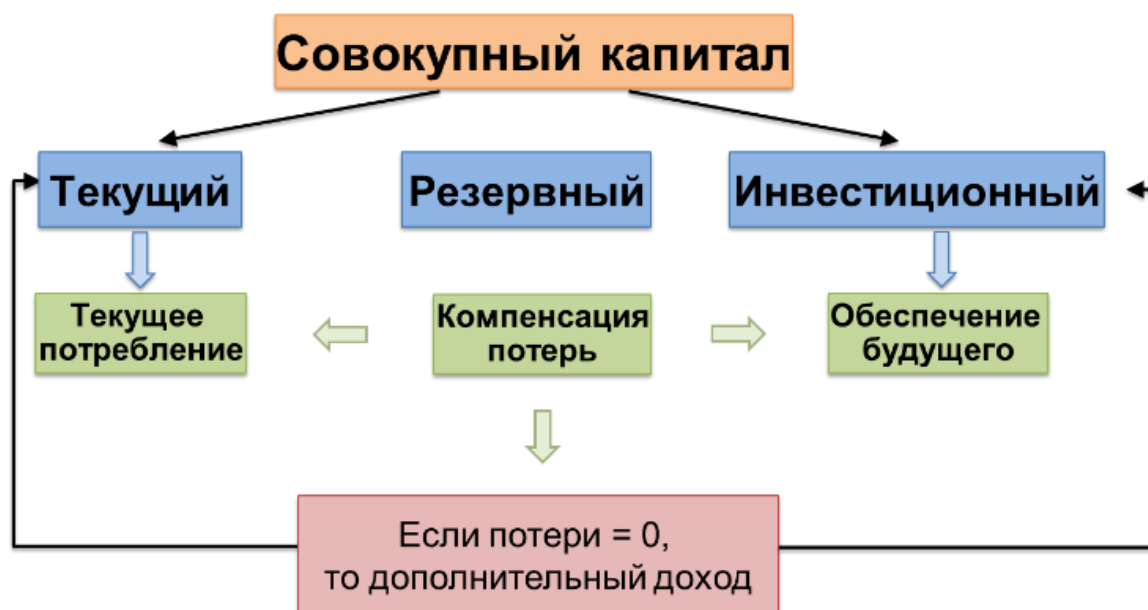 Совокупный капитал
Текущий
Резервный
Инвестиционный
Текущее
потребление
Компенсация
потерь
Обеспечение
будущего
Если потери = 0,
то дополнительный доход